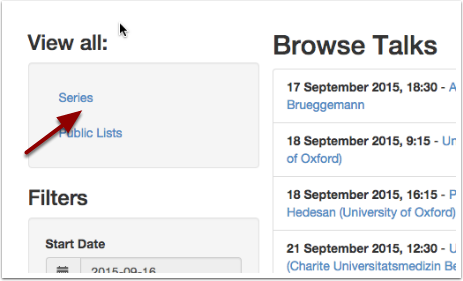 View all:
Series
Public Lists
Filters
Start Date
2015-09-16
Browse Talks
17 September 2015, 18:30 - A
Brueggemann
18 September 2015, 9:15 - Un
of Oxford)
18 September 2015, 16:15 - P
Hedesan (University of Oxford)
21 September 2015, 12:30 - U
(Charite Universitatsmedizin Be